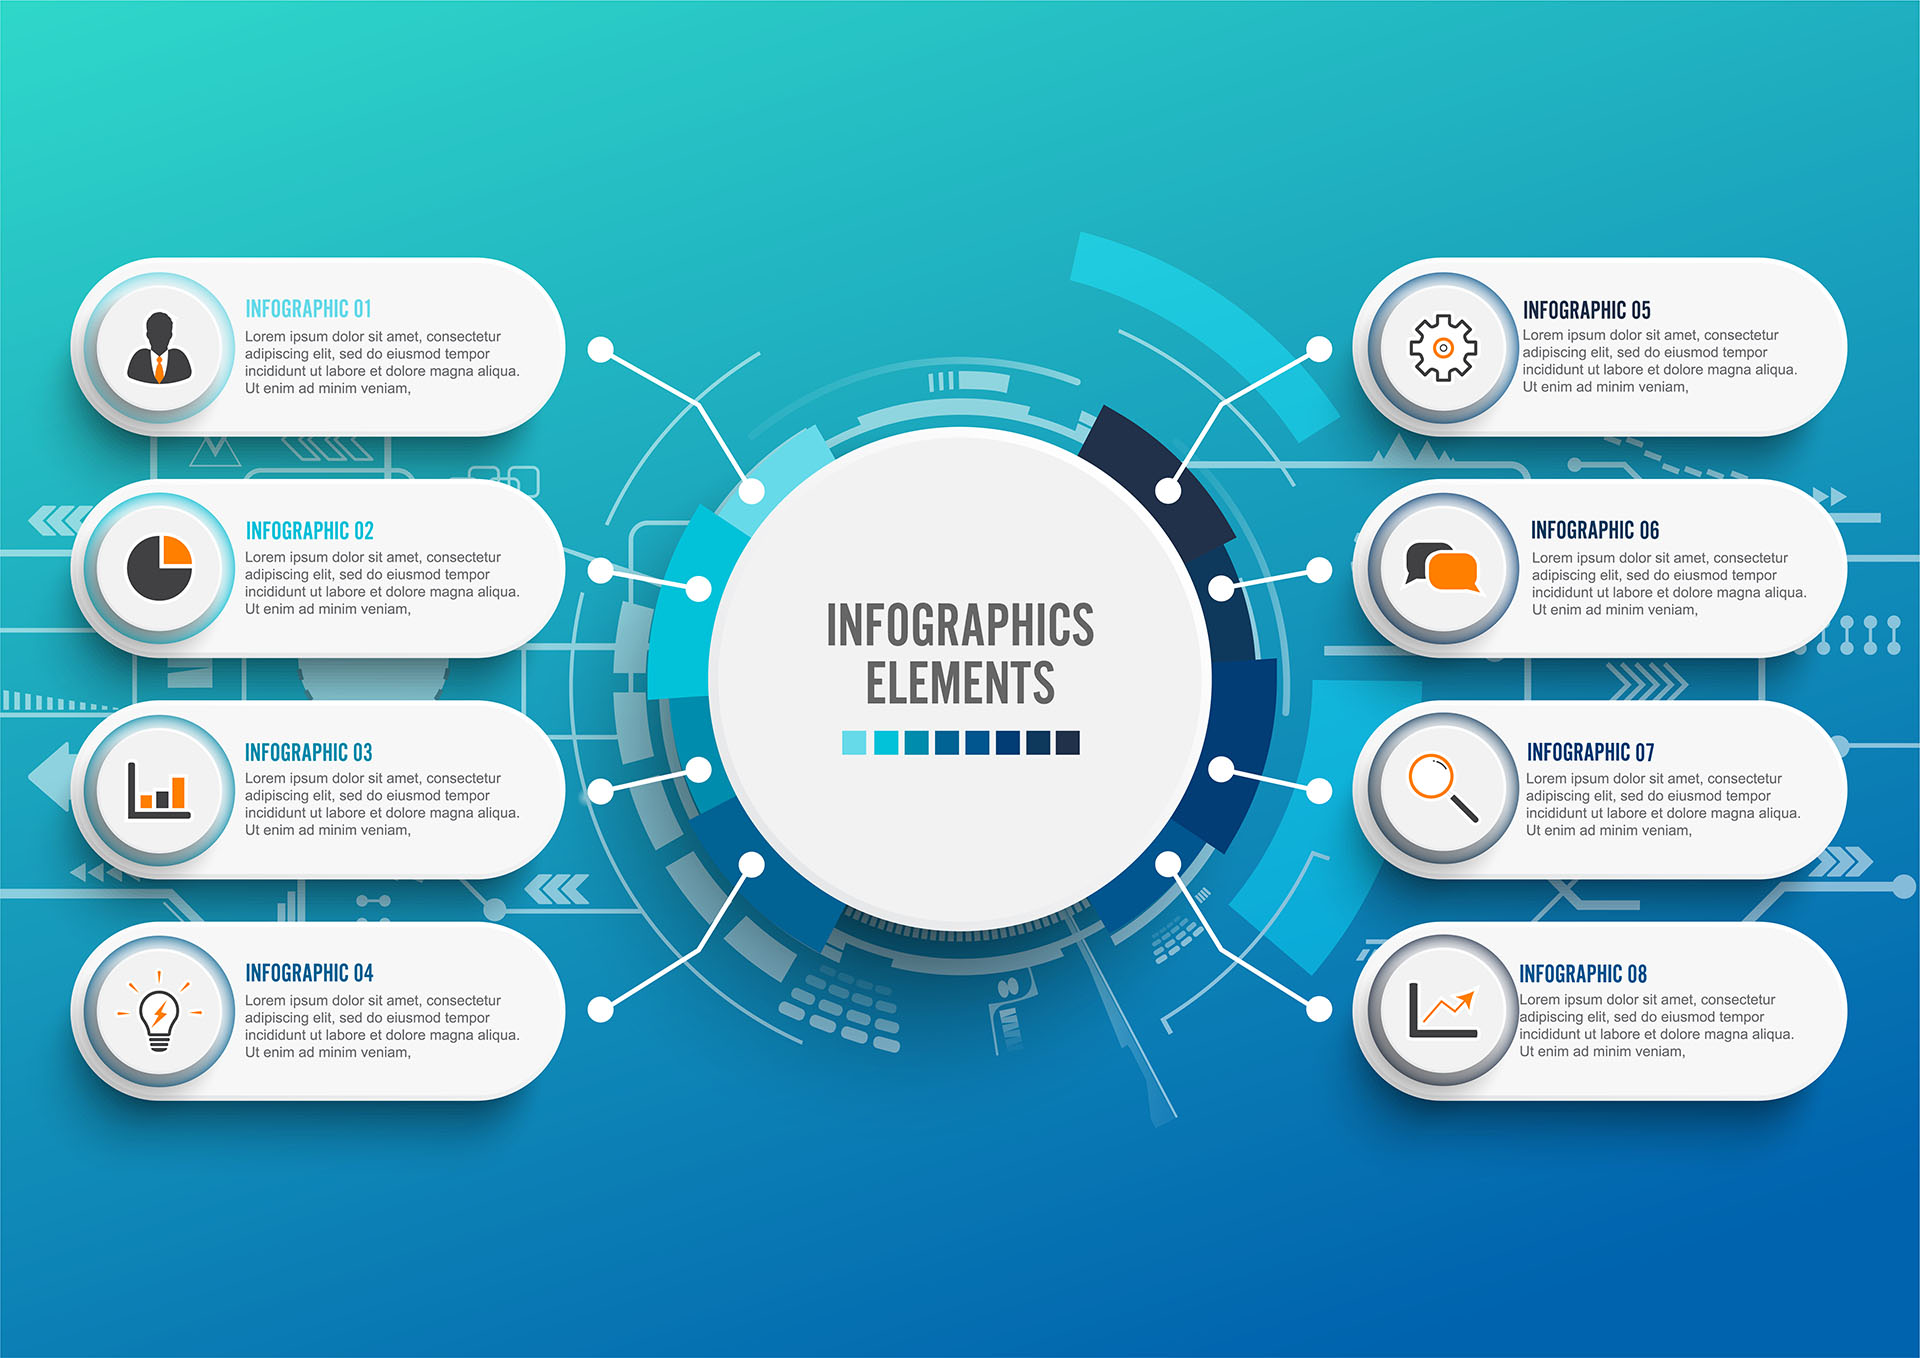 INFOGRAPHIC 01
Lorem ipsum dolor sit amet, consectetur
adipiscing elit, sed do eiusmod tempor
incididunt ut labore et dolore magna aliqua.
Ut enim ad minim veniam,
INFOGRAPHIC 02
Lorem ipsum dolor sit amet, consectetur
adipiscing elit, sed do eiusmod tempor
incididunt ut labore et dolore magna aliqua.
Ut enim ad minim veniam,
INFOGRAPHIC 03
Lorem ipsum dolor sit amet, consectetur
adipiscing elit, sed do eiusmod tempor
incididunt ut labore et dolore magna aliqua.
Ut enim ad minim veniam,
INFOGRAPHIC 04
Lorem ipsum dolor sit amet, consectetur
adipiscing elit, sed do eiusmod tempor
incididunt ut labore et dolore magna aliqua.
Ut enim ad minim veniam,
INFOGRAPHICS
ELEMENTS
INFOGRAPHIC 05
Lorem ipsum dolor sit amet, consectetur
adipiscing elit, sed do eiusmod tempor
incididunt ut labore et dolore magna aliqua.
Ut enim ad minim veniam,
INFOGRAPHIC 06
Lorem ipsum dolor sit amet, consectetur
adipiscing elit, sed do eiusmod tempor
incididunt ut labore et dolore magna aliqua.
Ut enim ad minim veniam,
INFOGRAPHIC 07
Lorem ipsum dolor sit amet, consectetur
adipiscing elit, sed do eiusmod tempor
incididunt ut labore et dolore magna aliqua.
Ut enim ad minim veniam,
INFOGRAPHIC 08
Lorem ipsum dolor sit amet, consectetur
adipiscing elit, sed do eiusmod tempor
incididunt ut labore et dolore magna aliqua.
Ut enim ad minim veniam,